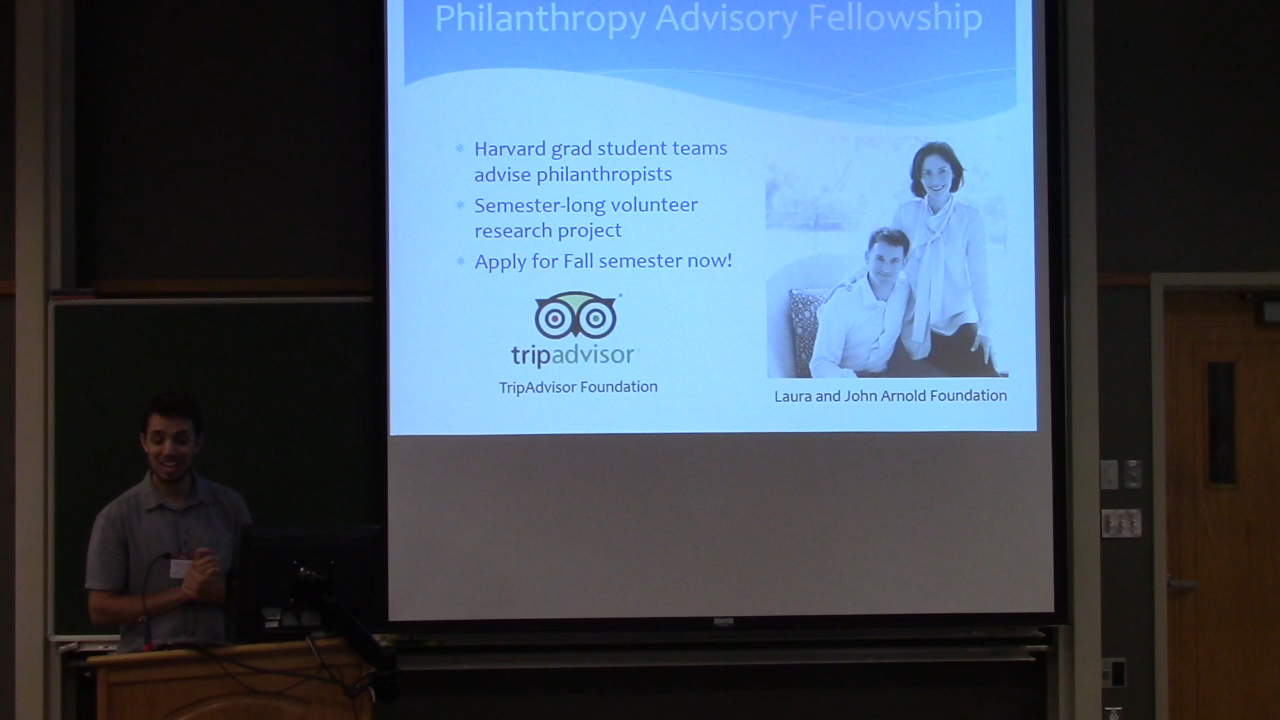 Philanthropy Advisory Fellowship
Harvard grad student teams
advise philanthropists
Semester-long volunteer
research project
Apply for Fall semester now!
tripadvisor
TripAdvisor Foundation
Laura and John Arnold Foundation